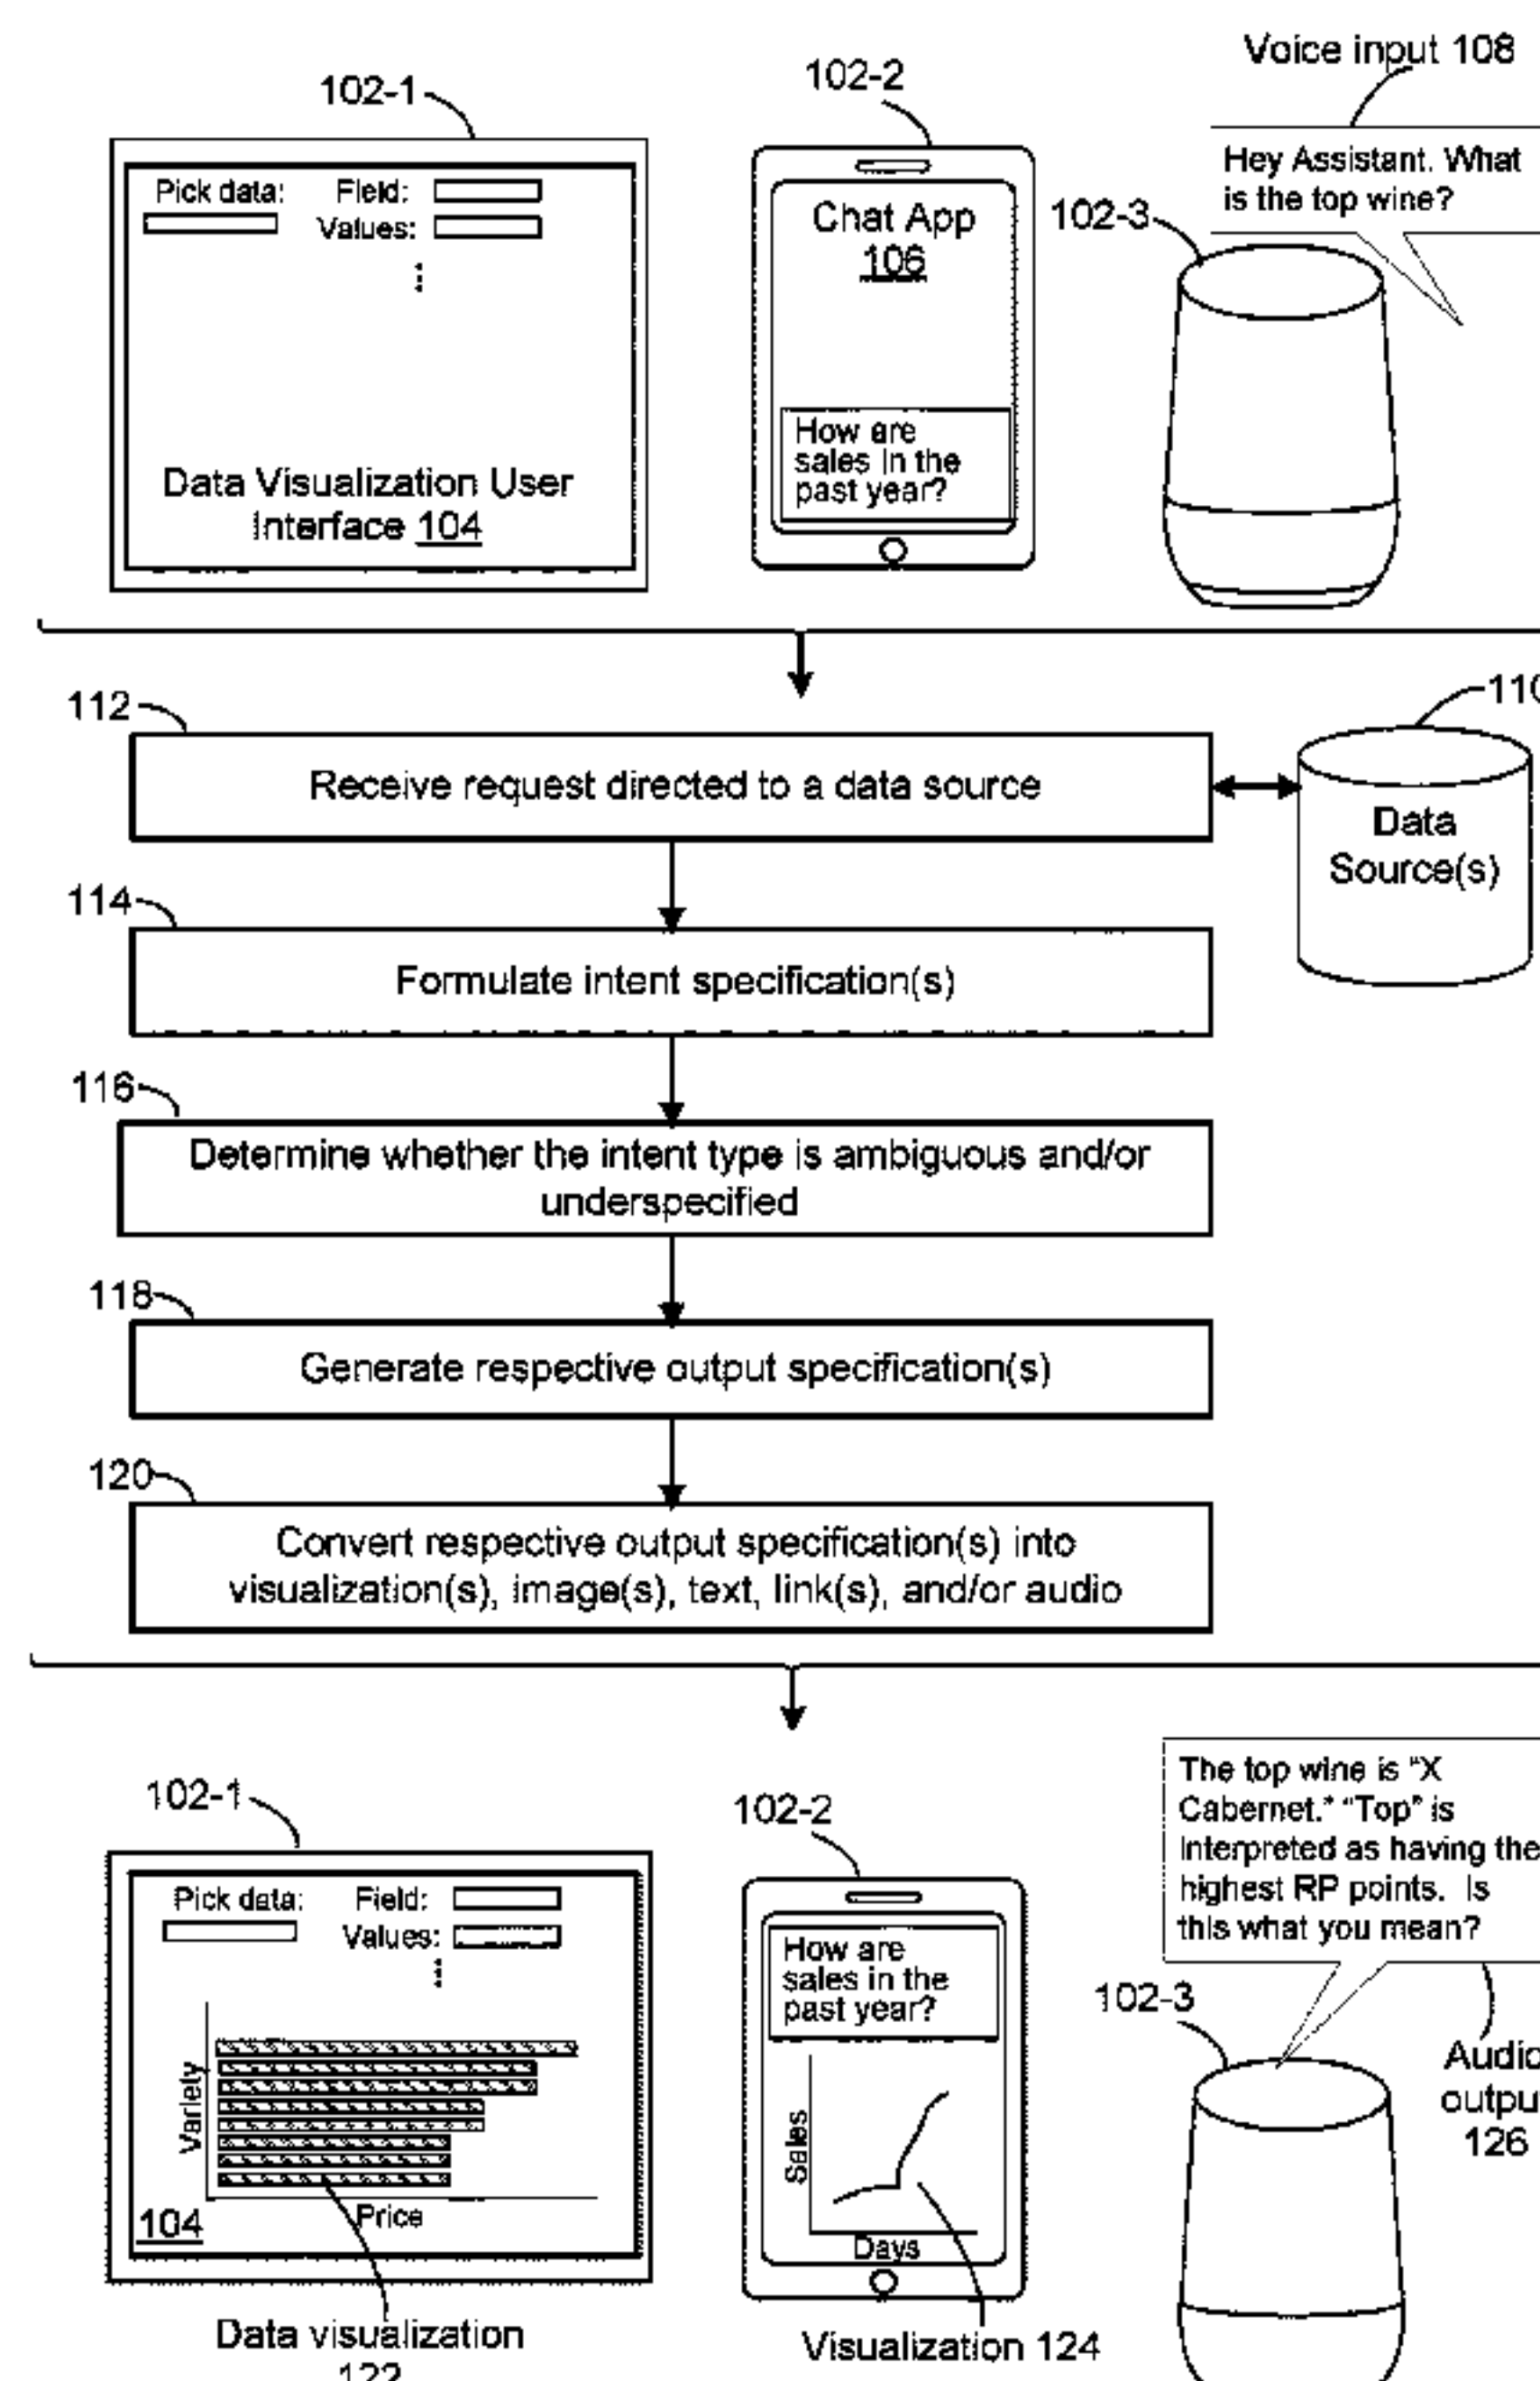 102-1
102-2
Voice input 108
Hey Assistant. What
is the top wine?
102-3
Pick data:
Field:
Values:
Data Visualization User
Interface 104
Chat App
106
How are
sales in the
past year?
112
Receive request directed to a data source
110
Data
Source(s)
114
Formulate intent specification(s)
116
Determine whether the intent type is ambiguous and/or
underspecified
118
Generate respective output specification(s)
120
Convert respective output specification(s) into
visualization(s), image(s), text, link(s), and/or audio
102-1
102-2
The top wine is "X
Cabernet." "Top" is
Interpreted as having the
highest RP points. Is
this what you mean?
102-3
Audio
output
126
Pick data:
Field:
Values:
Variety
Price
104
Data visualization
122
How are
sales in the
past year?
Sales
Days
Visualization 124